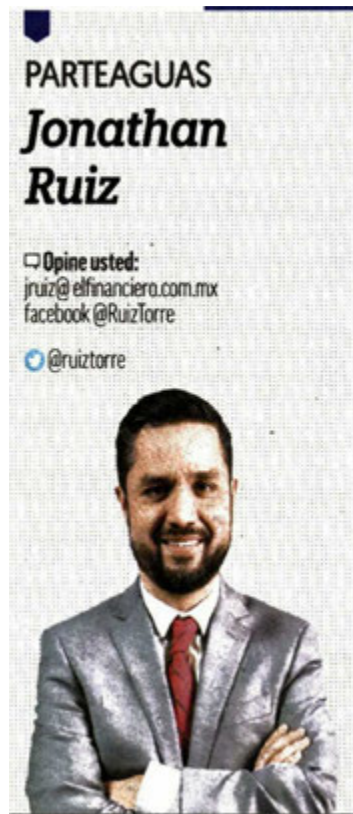 PARTEAGUAS
Jonathan
Ruiz
Opine usted:
jruiz@elfinanciero.com.mx
facebook @RuizTorre
@ruiztorre